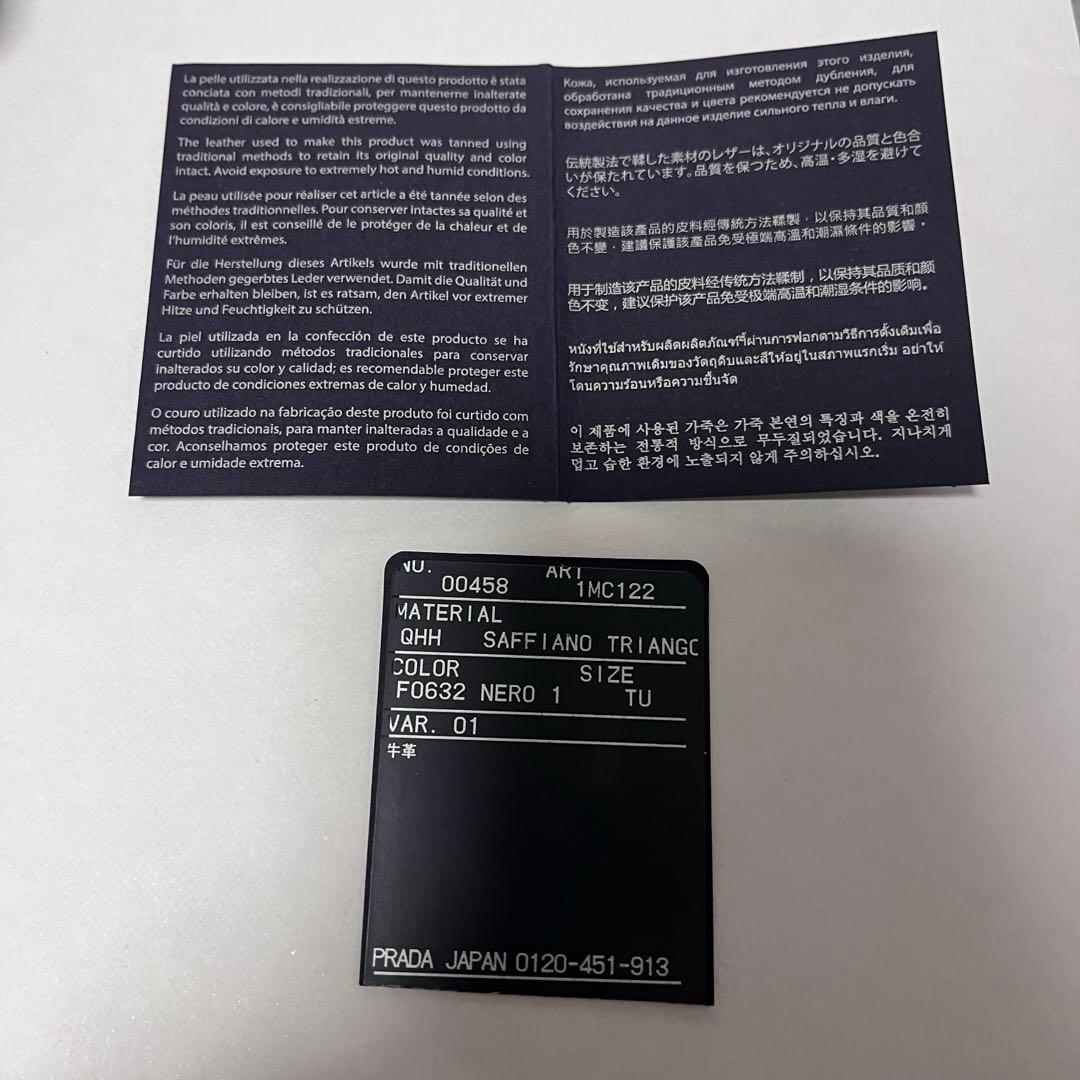 La pelle utilizzata nella realizzazione di questo prodotto è stata
conciata con metodi tradizionali, per mantenerne inalterate
qualità e colore, è consigliabile proteggere questo prodotto da
condizioni di calore e umidità estreme.
The leather used to make this product was tanned using
traditional methods to retain its original quality and color
intact. Avoid exposure to extremely hot and humid conditions.
La peau utilisée pour réaliser cet article a été tannée selon des
méthodes traditionnelles. Pour conserver intactes sa qualité et
son coloris, il est conseillé de le protéger de la chaleur et de
l'humidité extrêmes.
Für die Herstellung dieses Artikels wurde mit traditionellen
Methoden gegerbtes Leder verwendet. Damit die Qualität und
Farbe erhalten bleiben, ist es ratsam, den Artikel vor extremer
Hitze und Feuchtigkeit zu schützen.
La piel utilizada en la confección de este producto se ha
curtido utilizando métodos tradicionales para conservar
inalterados su color y calidad; es recomendable proteger este
producto de condiciones extremas de calor y humedad.
O couro utilizado na fabricação deste produto foi curtido com
métodos tradicionais, para manter inalteradas a qualidade e a
cor. Aconselhamos proteger este produto de condições de
calor e umidade extrema.
Кожа, используемая для изготовления этого изделия,
обработана традиционным методом дубления, для
сохранения качества и цвета рекомендуется не допускать
воздействия на данное изделие сильного тепла и влаги.
伝統製法で鞣した素材のレザーは、オリジナルの品質と色合
いが保たれています。品質を保つため、高温・多湿を避けて
ください。
用於製造該產品的皮料經傳統方法鞣製，以保持其品質和顏
色不變，建議保護該產品免受極端高溫和潮濕條件的影響。
用于制造该产品的皮料经传统方法鞣制，以保持其品质和颜
色不变，建议保护该产品免受极端高温和潮湿条件的影响。
หนังที่ใช้สำหรับผลิตผลิตภัณฑ์นี้ผ่านการฟอกตามวิธีการดั้งเดิมเพื่อ
รักษาคุณภาพเดิมของวัตถุดิบและสีให้อยู่ในสภาพแรกเริ่ม อย่าให้
โดนความร้อนหรือความชื้นจัด
이 제품에 사용된 가죽은 가죽 본연의 특징과 색을 온전히
보존하는 전통적 방식으로 무두질되었습니다. 지나치게
덥고 습한 환경에 노출되지 않게 주의하십시오.
NO. ART
00458 1MC122
MATERIAL
QHH SAFFIANO TRIANGO
COLOR SIZE
F0632 NERO 1 TU
VAR. 01
牛革
PRADA JAPAN 0120-451-913